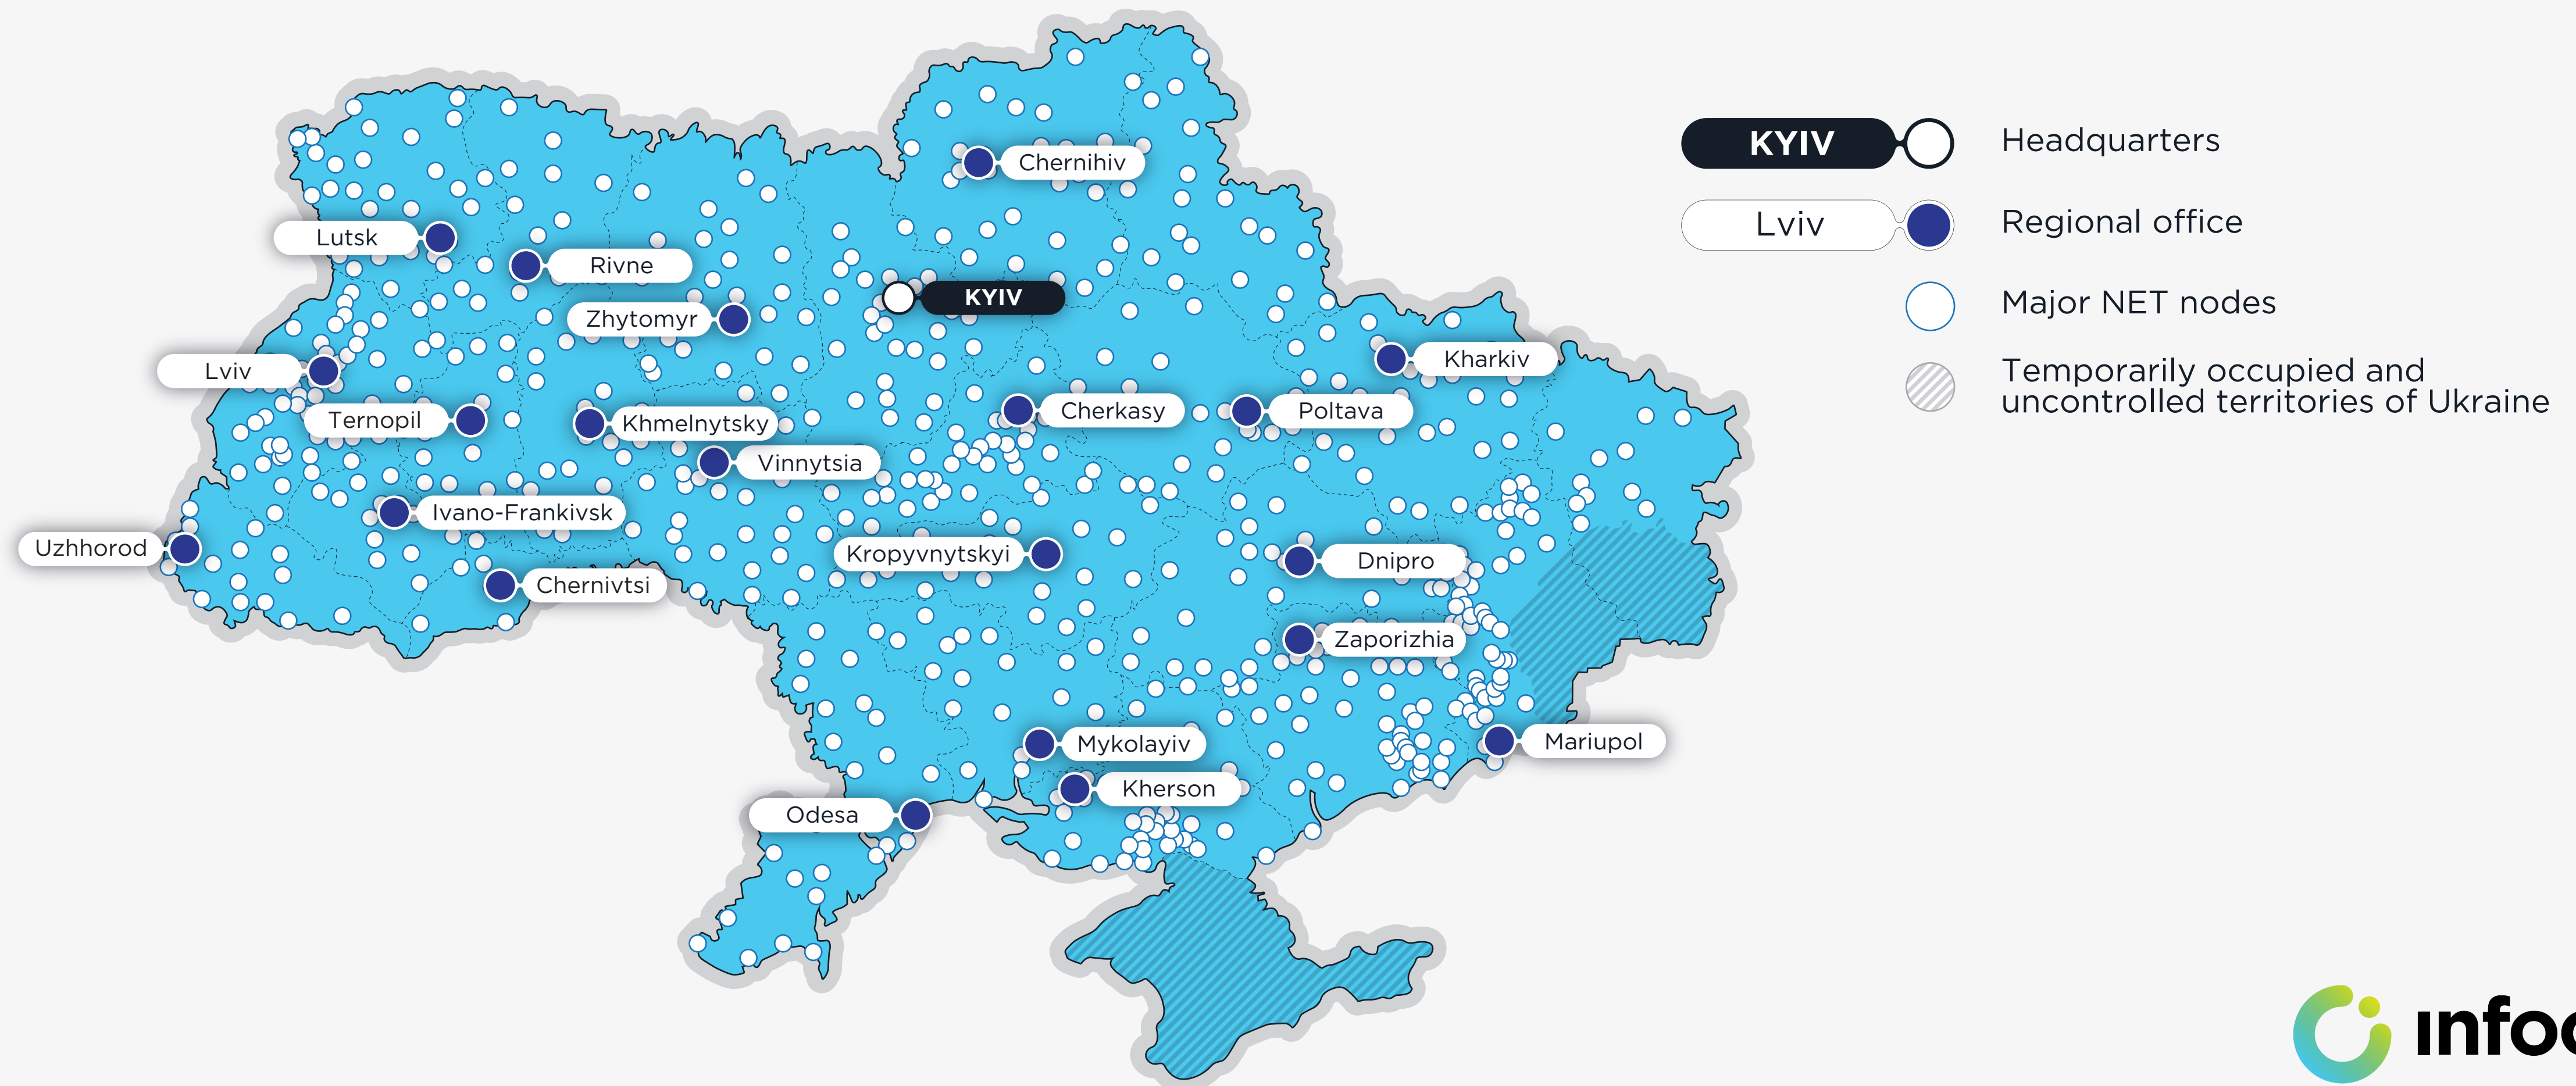 Chernihiv
Lutsk
Rivne
KYIV
Zhytomyr
Lviv
Kharkiv
Ternopil
Khmelnytsky
Cherkasy
Poltava
Vinnytsia
Ivano-Frankivsk
Uzhhorod
Kropyvnytskyi
Dnipro
Chernivtsi
Zaporizhia
Mykolayiv
Mariupol
Kherson
Odesa
KYIV
Headquarters
Lviv
Regional office
Major NET nodes
Temporarily occupied and
uncontrolled territories of Ukraine